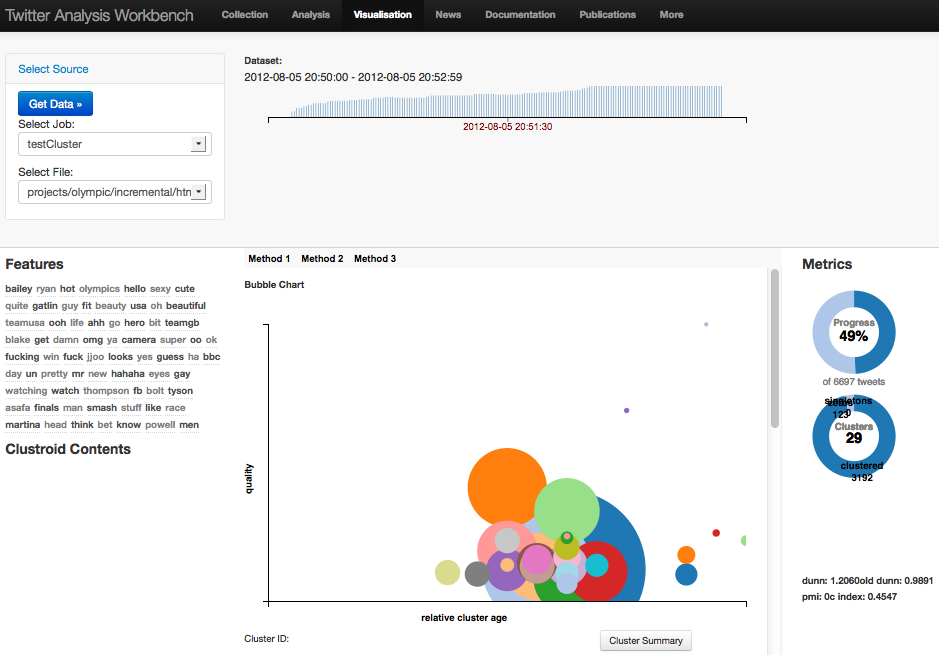 Twitter Analysis Workbench
Collection Analysis Visualisation News Documentation Publications More
Select Source
Get Data »
Select Job:
testCluster
Select File:
projects/olympic/incremental/htn
Dataset:
2012-08-05 20:50:00 - 2012-08-05 20:52:59
2012-08-05 20:51:30
Features
bailey ryan hot olympics hello sexy cute
quite gatlin guy fit beauty usa oh beautiful
teamusa ooh life ahh go hero bit teamgb
blake get damn omg ya camera super oo ok
fucking win fuck jjoo looks yes guess ha bbc
day un pretty mr new hahaha eyes gay
watching watch thompson fb bolt tyson
asafa finals man smash stuff like race
martina head think bet know powell men
Clustroid Contents
Method 1 Method 2 Method 3
Bubble Chart
quality
relative cluster age
Cluster ID:
Cluster Summary
Metrics
Progress
49%
of 6697 tweets
singletons
0
123
Clusters
29
clustered
3192
dunn: 1.2060old dunn: 0.9891
pmi: 0c index: 0.4547